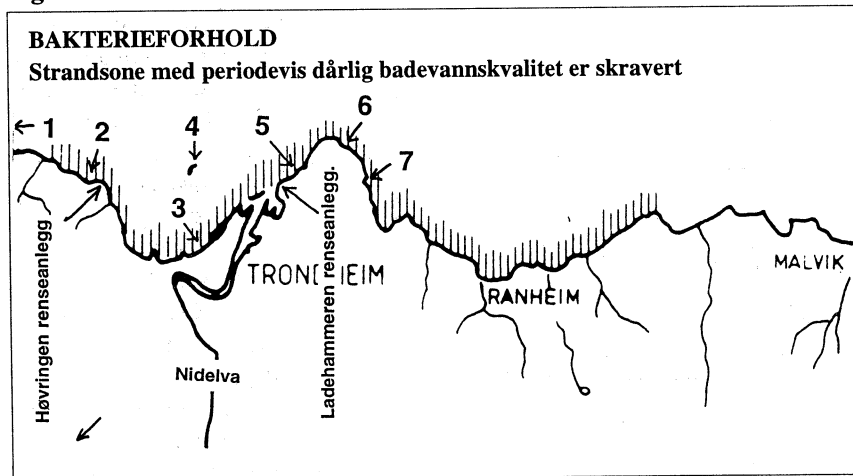 BAKTERIEFORHOLD
Strandsone med periodevis dårlig badevannskvalitet er skravert
1
2
3
4
5
6
7
Høvringen renseanlegg
Ladehammeren renseanlegg.
TRONDHEIM
Nidelva
RANHEIM
MALVIK